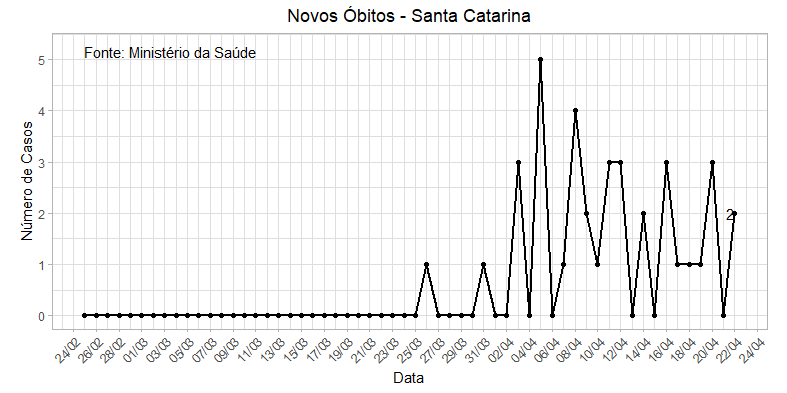 Novos Óbitos - Santa Catarina
Fonte: Ministério da Saúde
Número de Casos
5
4
3
2
1
0
2
24/02 26/02 28/02 01/03 03/03 05/03 07/03 09/03 11/03 13/03 15/03 17/03 19/03 21/03 23/03 25/03 27/03 29/03 31/03 02/04 04/04 06/04 08/04 10/04 12/04 14/04 16/04 18/04 20/04 22/04 24/04
Data